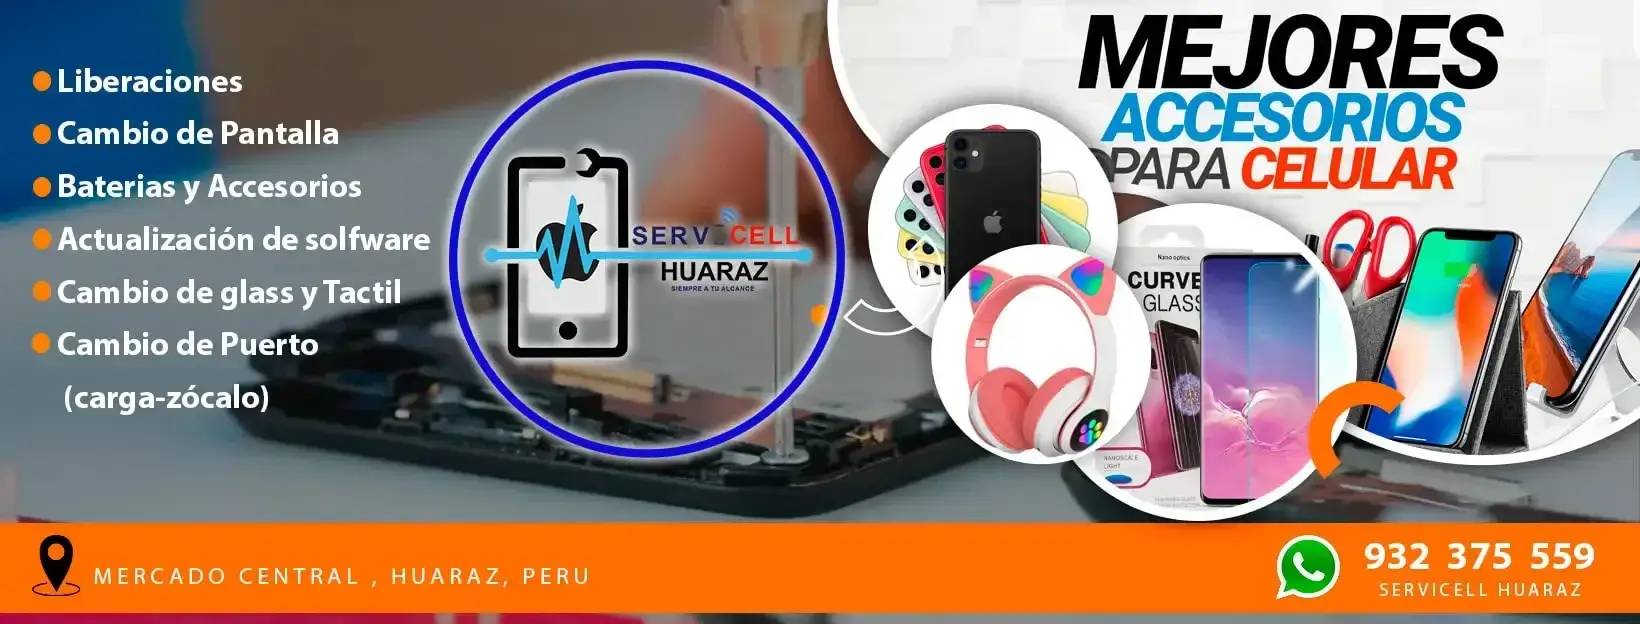 Liberaciones
Cambio de Pantalla
Baterias y Accesorios
Actualización de solfware
Cambio de glass y Tactil
Cambio de Puerto
(carga-zócalo)
SERVICELL
HUARAZ
SIEMPRE A TU ALCANCE
MEJORES
ACCESORIOS
PARA CELULAR
Nano optics
CURVE
GLASS
NANOSCALE
LIGHT
MERCADO CENTRAL , HUARAZ, PERU
932 375 559
SERVICELL HUARAZ